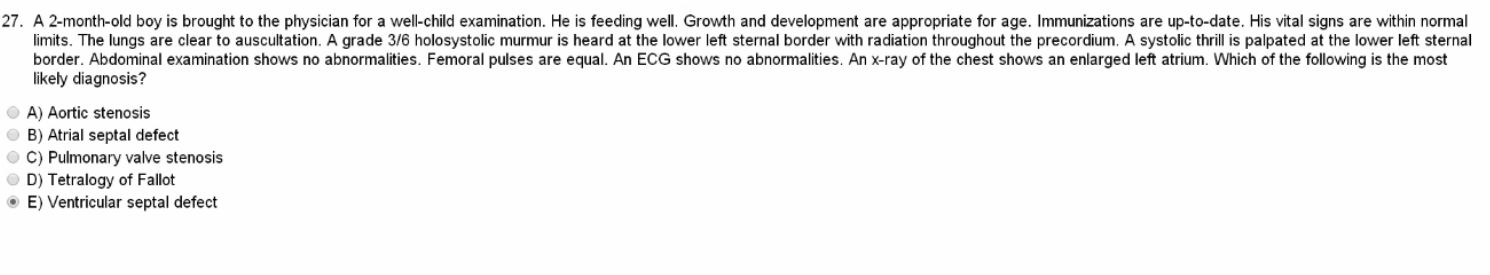 27. A 2-month-old boy is brought to the physician for a well-child examination. He is feeding well. Growth and development are appropriate for age. Immunizations are up-to-date. His vital signs are within normal
limits. The lungs are clear to auscultation. A grade 3/6 holosystolic murmur is heard at the lower left sternal border with radiation throughout the precordium. A systolic thrill is palpated at the lower left sternal
border. Abdominal examination shows no abnormalities. Femoral pulses are equal. An ECG shows no abnormalities. An x-ray of the chest shows an enlarged left atrium. Which of the following is the most
likely diagnosis?
A) Aortic stenosis
B) Atrial septal defect
C) Pulmonary valve stenosis
D) Tetralogy of Fallot
E) Ventricular septal defect